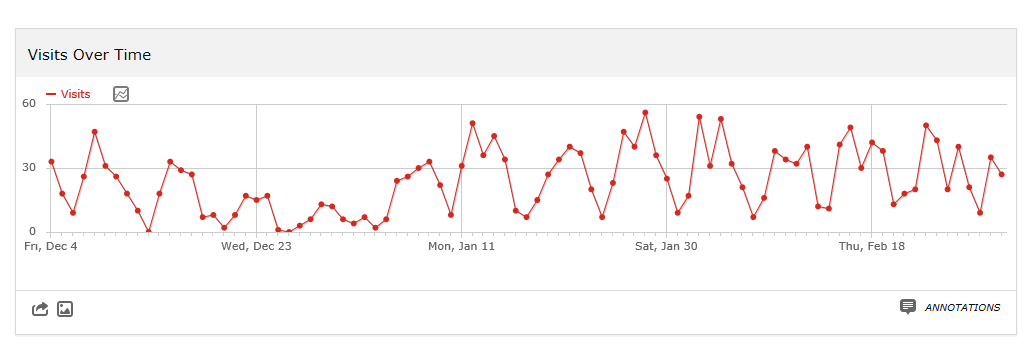 Visits Over Time
Visits
60
30
0
Fri, Dec 4 Wed, Dec 23 Mon, Jan 11 Sat, Jan 30 Thu, Feb 18
ANNOTATIONS